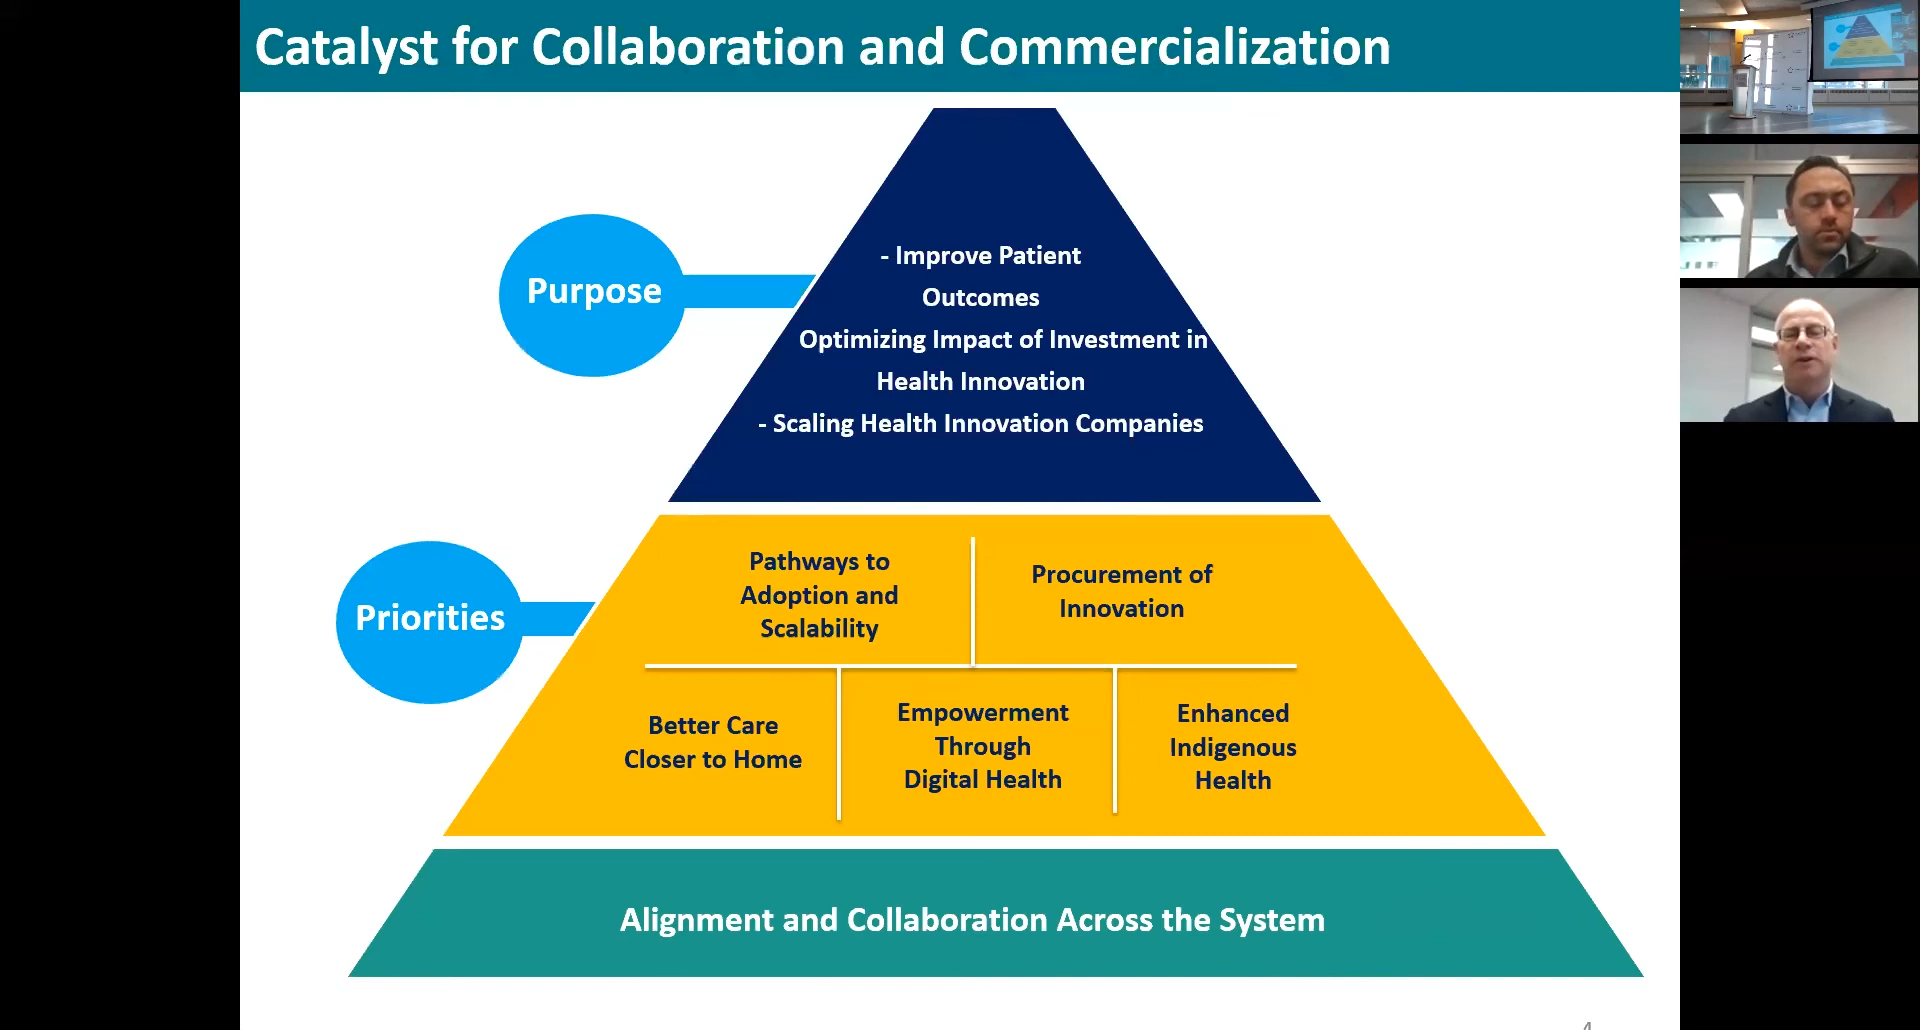 Catalyst for Collaboration and Commercialization
Purpose
- Improve Patient
Outcomes
Optimizing Impact of Investment in
Health Innovation
- Scaling Health Innovation Companies
Priorities
Pathways to
Adoption and
Scalability
Procurement of
Innovation
Better Care
Closer to Home
Empowerment
Through
Digital Health
Enhanced
Indigenous
Health
Alignment and Collaboration Across the System
4